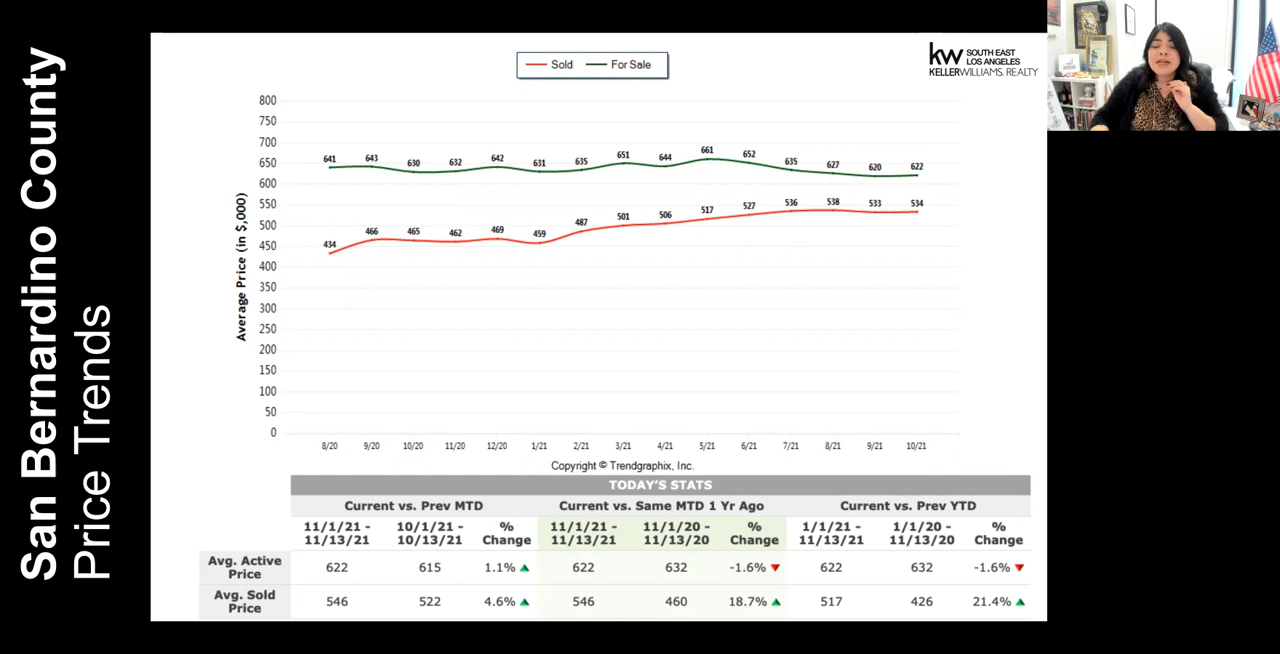 San Bernardino County
Price Trends
Sold For Sale
kw SOUTH EAST
LOS ANGELES
KELLERWILLIAMS. REALTY
Average Price (in $,000)
800
750
700
650
600
550
500
450
400
350
300
250
200
150
100
50
0
641 643 630 632 642 631 635 651 644 661 652 635 627 620 622
434 466 465 462 469 459 487 501 506 517 527 536 538 533 534
8/20 9/20 10/20 11/20 12/20 1/21 2/21 3/21 4/21 5/21 6/21 7/21 8/21 9/21 10/21
Copyright © Trendgraphix, Inc.
TODAY'S STATS
Current vs. Prev MTD Current vs. Same MTD 1 Yr Ago Current vs. Prev YTD
11/1/21 - 10/1/21 - % 11/1/21 - 11/1/20 - % 1/1/21 - 1/1/20 - %
11/13/21 10/13/21 Change 11/13/21 11/13/20 Change 11/13/21 11/13/20 Change
Avg. Active
Price 622 615 1.1% 622 632 -1.6% 622 632 -1.6%
Avg. Sold
Price 546 522 4.6% 546 460 18.7% 517 426 21.4%